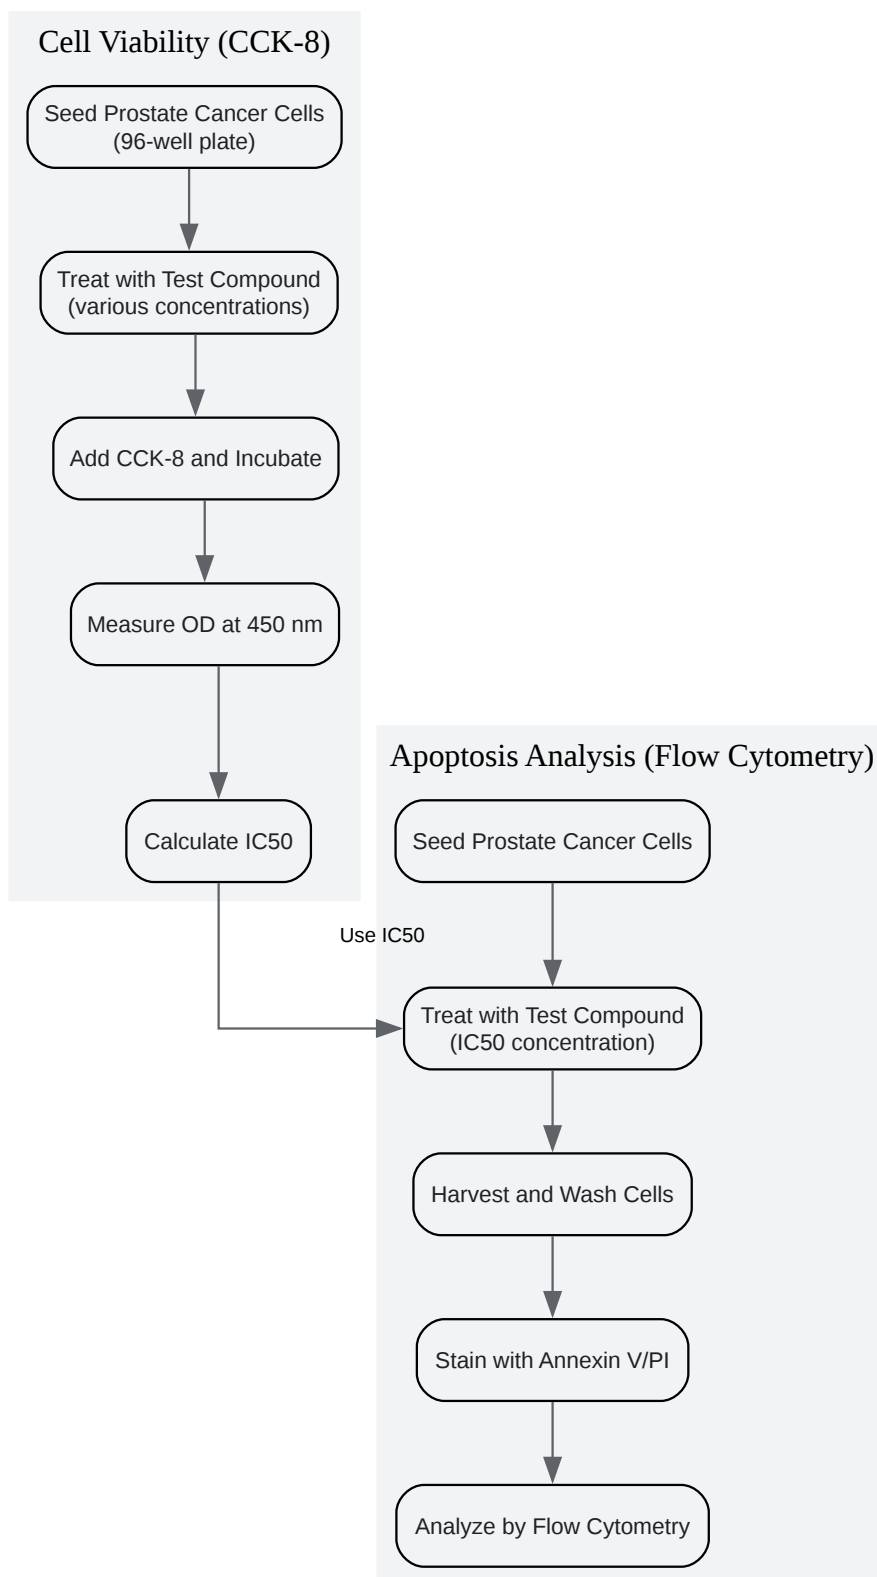 Cell Viability (CCK-8)
Seed Prostate Cancer Cells
(96-well plate)
Treat with Test Compound
(various concentrations)
Add CCK-8 and Incubate
Measure OD at 450 nm
Calculate IC50
Apoptosis Analysis (Flow Cytometry)
Seed Prostate Cancer Cells
Use IC50
Treat with Test Compound
(IC50 concentration)
Harvest and Wash Cells
Stain with Annexin V/PI
Analyze by Flow Cytometry